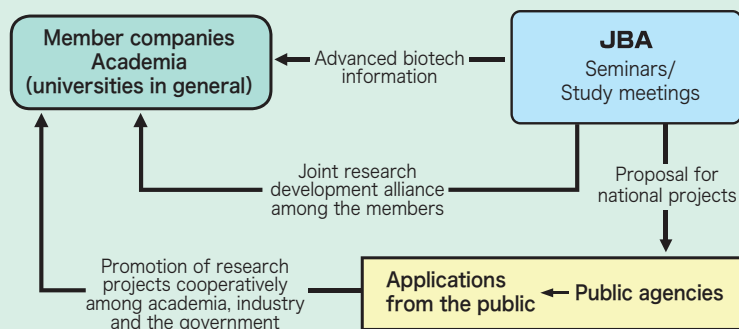 Member companies
Academia
(universities in general)
Advanced biotech
information
JBA
Seminars/
Study meetings
Joint research
development alliance
among the members
Proposal for
national projects
Promotion of research
projects cooperatively
among academia, industry
and the government
Applications
from the public
Public agencies